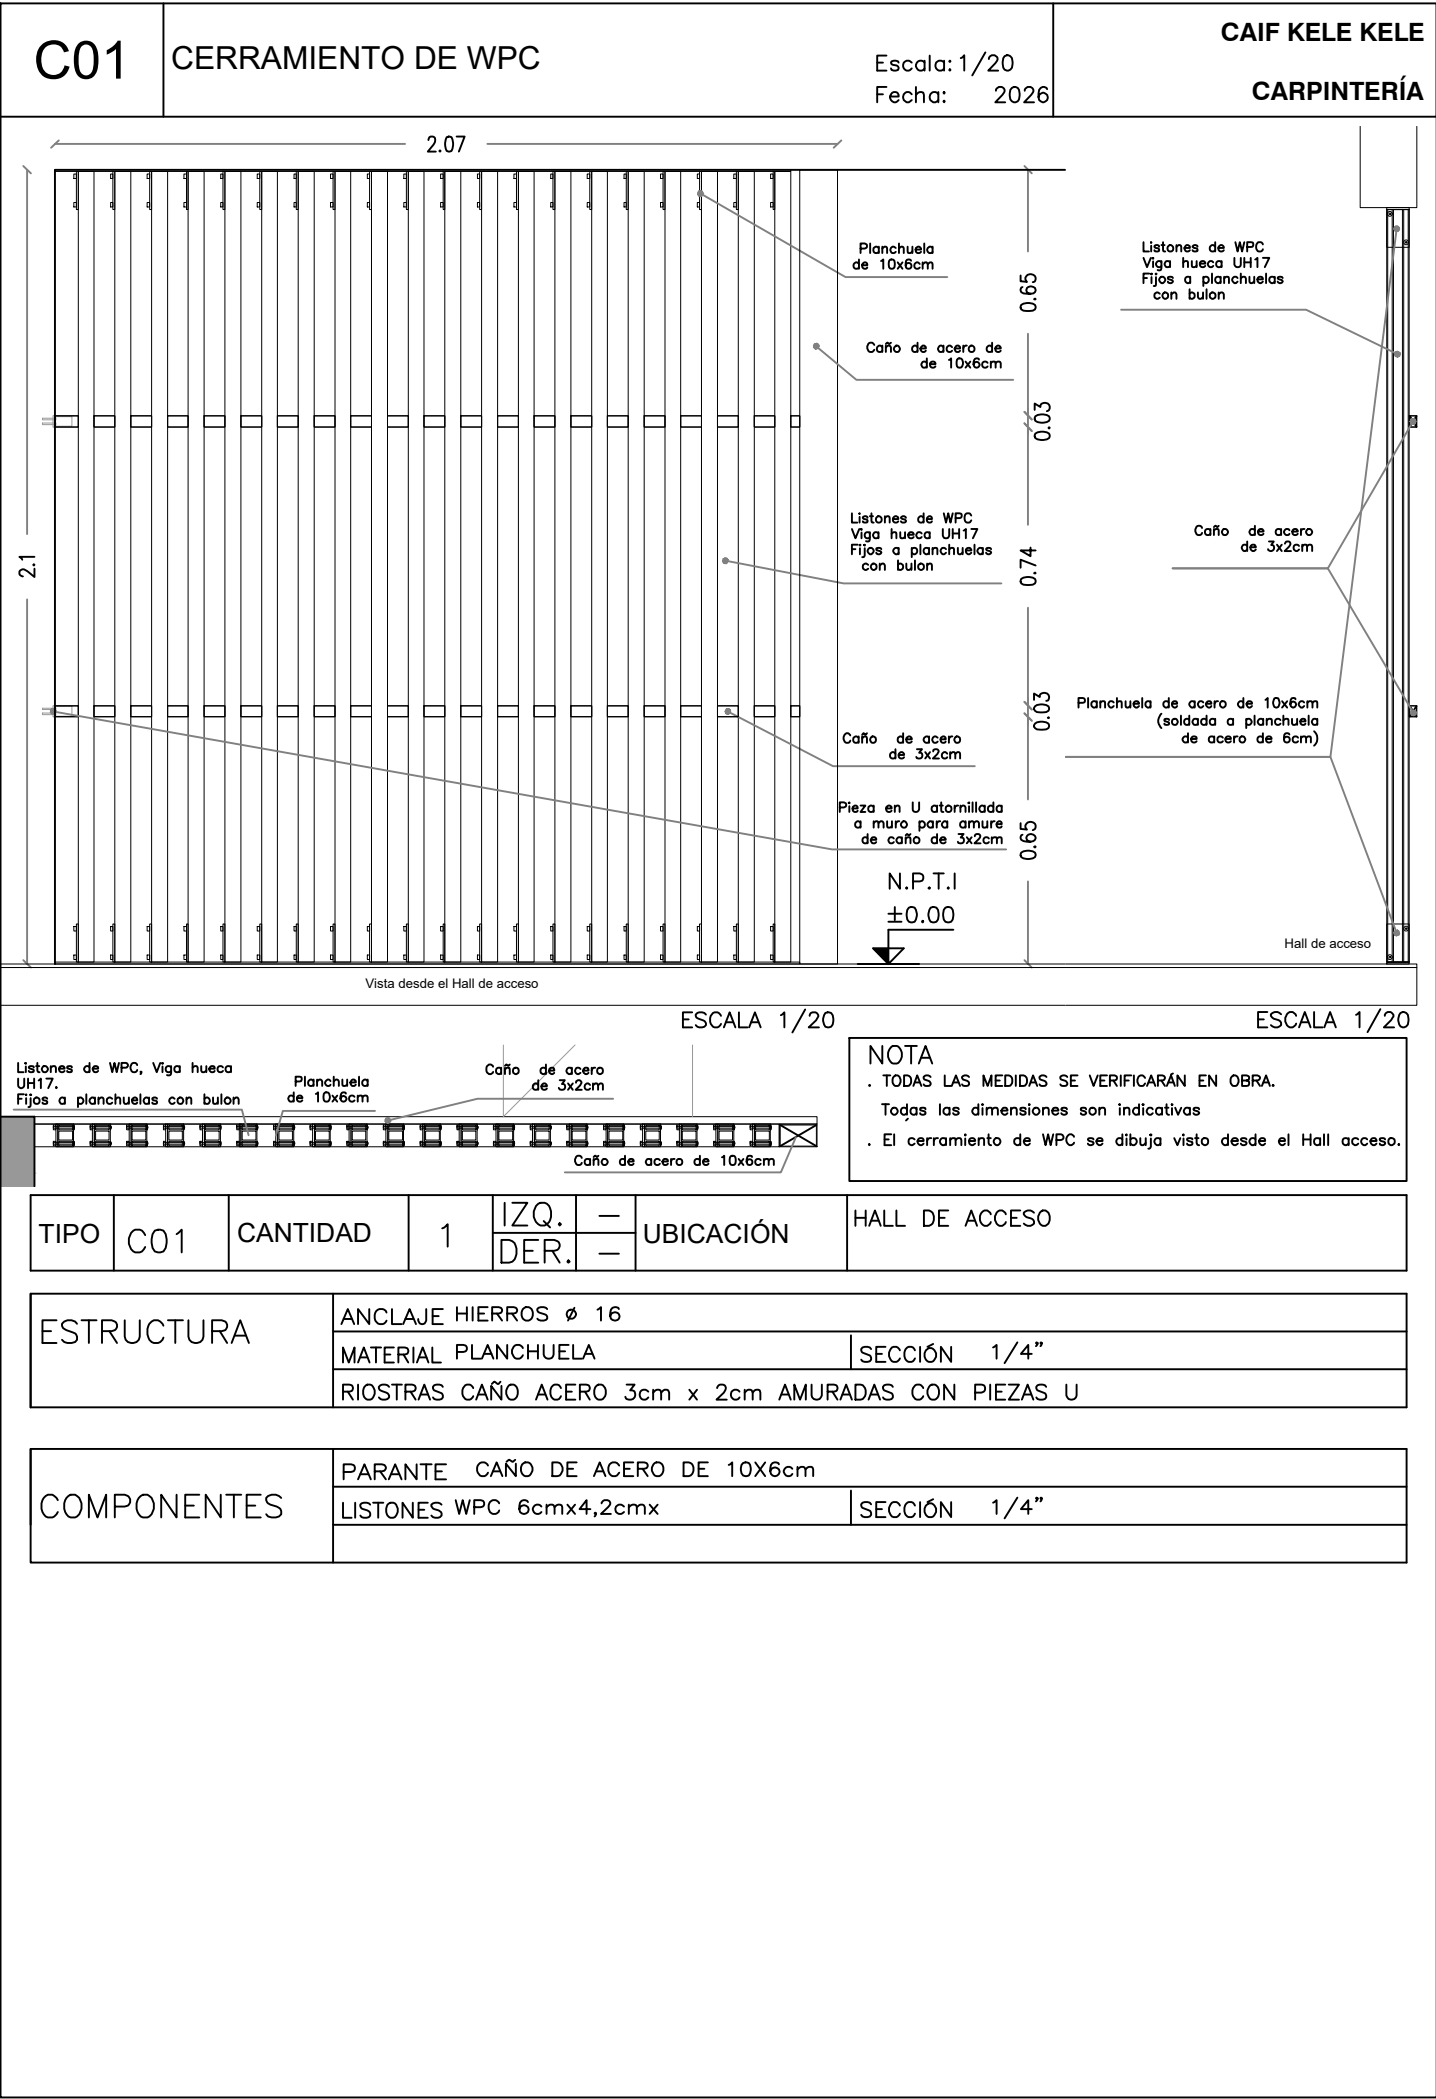 C01
CERRAMIENTO DE WPC
Escala: 1/20
Fecha: 2026
CAIF KELE KELE
CARPINTERÍA
2.07
2.1
Planchuela
de 10x6cm
Caño de acero de
de 10x6cm
Listones de WPC
Viga hueca UH17
Fijos a planchuelas
con bulon
Caño de acero
de 3x2cm
Pieza en U atornillada
a muro para amure
de caño de 3x2cm
N.P.T.I
±0.00
0.65
0.03
0.74
0.03
0.65
Listones de WPC
Viga hueca UH17
Fijos a planchuelas
con bulon
Caño de acero
de 3x2cm
Planchuela de acero de 10x6cm
(soldada a planchuela
de acero de 6cm)
Hall de acceso
Vista desde el Hall de acceso
ESCALA 1/20
ESCALA 1/20
Listones de WPC, Viga hueca
UH17.
Fijos a planchuelas con bulon
Planchuela
de 10x6cm
Caño de acero
de 3x2cm
Caño de acero de 10x6cm
NOTA
. TODAS LAS MEDIDAS SE VERIFICARÁN EN OBRA.
Todas las dimensiones son indicativas
. El cerramiento de WPC se dibuja visto desde el Hall acceso.
TIPO C01 CANTIDAD 1 IZQ. – UBICACIÓN HALL DE ACCESO
DER. –
ESTRUCTURA
ANCLAJE HIERROS ø 16
MATERIAL PLANCHUELA SECCIÓN 1/4”
RIOSTRAS CAÑO ACERO 3cm x 2cm AMURADAS CON PIEZAS U
COMPONENTES
PARANTE CAÑO DE ACERO DE 10X6cm
LISTONES WPC 6cmx4,2cmx SECCIÓN 1/4”